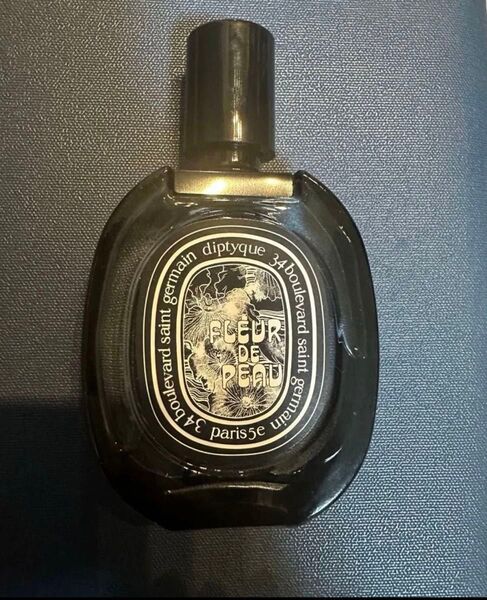 diptyque
34 boulevard saint germain
FLEUR
DE
PEAU
paris5e
34 boulevard saint germain